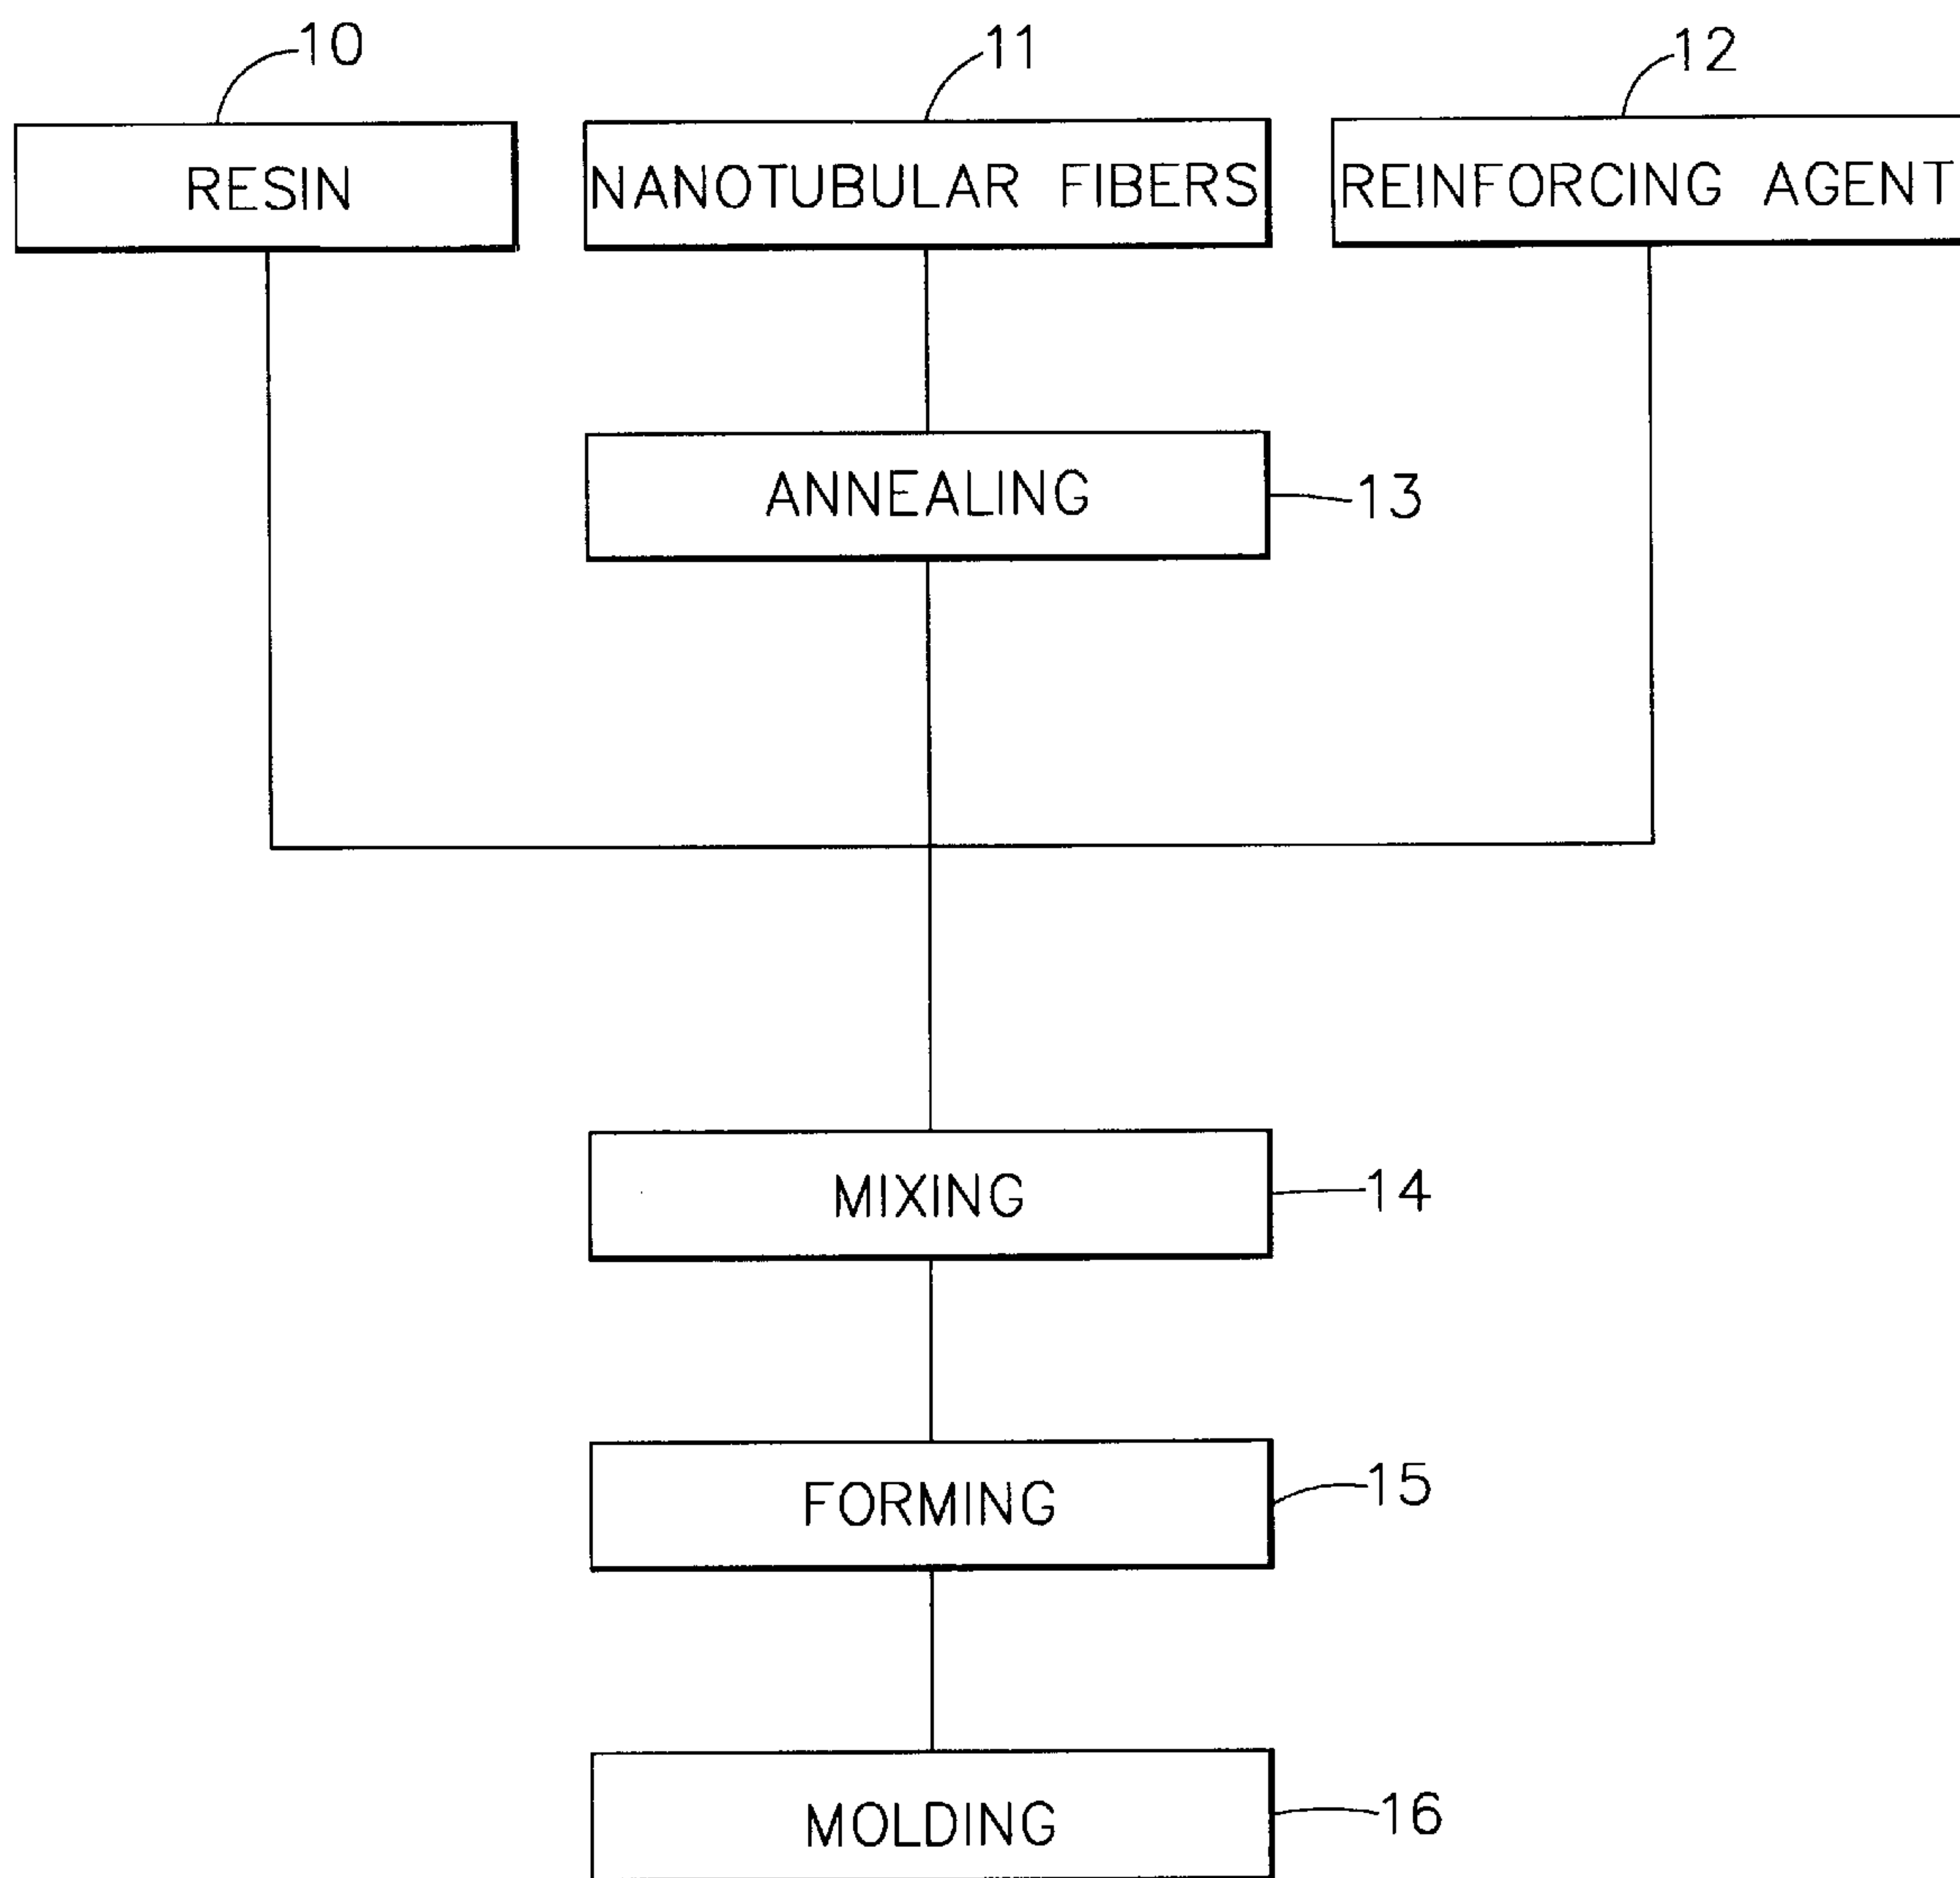 10
11
12
RESIN
NANOTUBULAR FIBERS
REINFORCING AGENT
ANNEALING
13
MIXING
14
FORMING
15
MOLDING
16